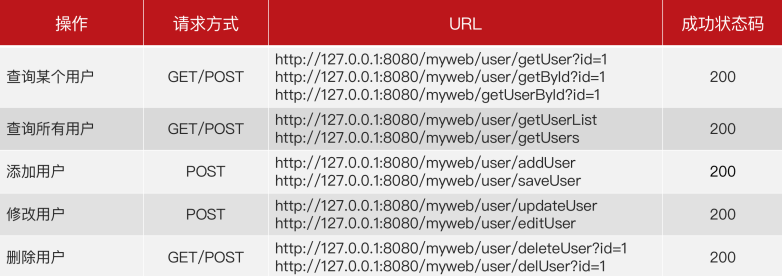 操作 请求方式 URL 成功状态码
查询某个用户 GET/POST http://127.0.0.1:8080/myweb/user/getUser?id=1
http://127.0.0.1:8080/myweb/user/getById?id=1
http://127.0.0.1:8080/myweb/getUserById?id=1 200
查询所有用户 GET/POST http://127.0.0.1:8080/myweb/user/getUserList
http://127.0.0.1:8080/myweb/user/getUsers 200
添加用户 POST http://127.0.0.1:8080/myweb/user/addUser
http://127.0.0.1:8080/myweb/user/saveUser 200
修改用户 POST http://127.0.0.1:8080/myweb/user/updateUser
http://127.0.0.1:8080/myweb/user/editUser 200
删除用户 GET/POST http://127.0.0.1:8080/myweb/user/deleteUser?id=1
http://127.0.0.1:8080/myweb/user/delUser?id=1 200